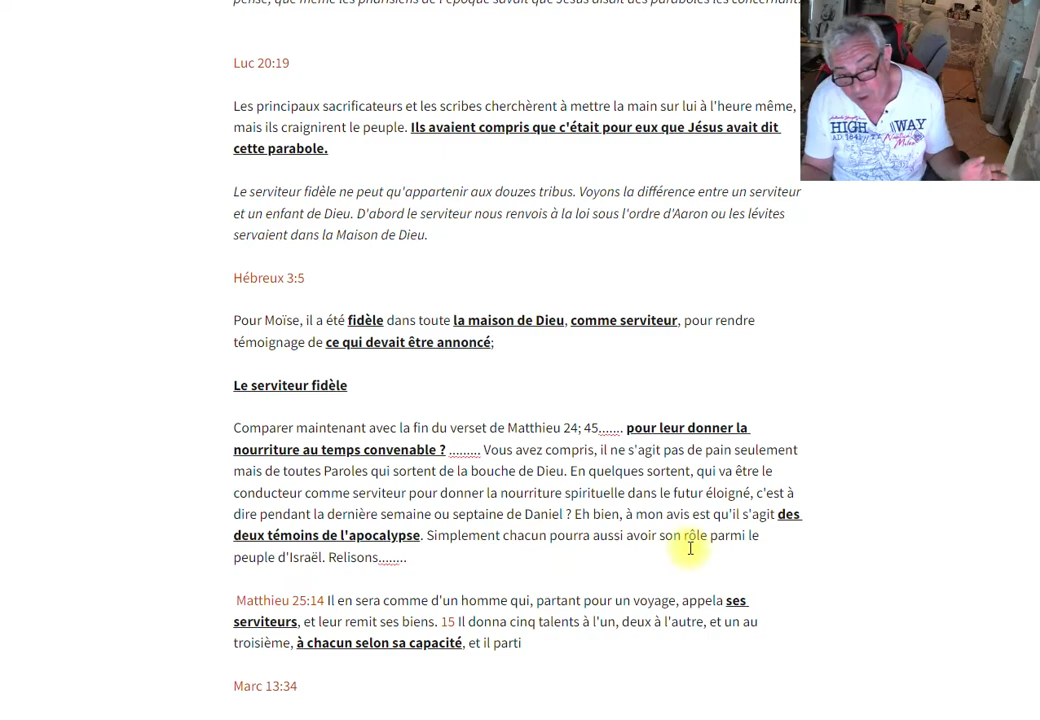 pense, que même les pharisiens de l'époque savait que Jésus disait des paraboles les concernant
Luc 20:19
Les principaux sacrificateurs et les scribes cherchèrent à mettre la main sur lui à l'heure même,
mais ils craignirent le peuple. Ils avaient compris que c'était pour eux que Jésus avait dit
cette parabole.
Le serviteur fidèle ne peut qu'appartenir aux douzes tribus. Voyons la différence entre un serviteur
et un enfant de Dieu. D'abord le serviteur nous renvois à la loi sous l'ordre d'Aaron ou les lévites
servaient dans la Maison de Dieu.
Hébreux 3:5
Pour Moïse, il a été fidèle dans toute la maison de Dieu, comme serviteur, pour rendre
témoignage de ce qui devait être annoncé;
Le serviteur fidèle
Comparer maintenant avec la fin du verset de Matthieu 24; 45....... pour leur donner la
nourriture au temps convenable ? ......... Vous avez compris, il ne s'agit pas de pain seulement
mais de toutes Paroles qui sortent de la bouche de Dieu. En quelques sortent, qui va être le
conducteur comme serviteur pour donner la nourriture spirituelle dans le futur éloigné, c'est à
dire pendant la dernière semaine ou septaine de Daniel ? Eh bien, à mon avis est qu'il s'agit des
deux témoins de l'apocalypse. Simplement chacun pourra aussi avoir son rôle parmi le
peuple d'Israël. Relisons........
Matthieu 25:14 Il en sera comme d'un homme qui, partant pour un voyage, appela ses
serviteurs, et leur remit ses biens. 15 Il donna cinq talents à l'un, deux à l'autre, et un au
troisième, à chacun selon sa capacité, et il parti
Marc 13:34
HIGH WAY